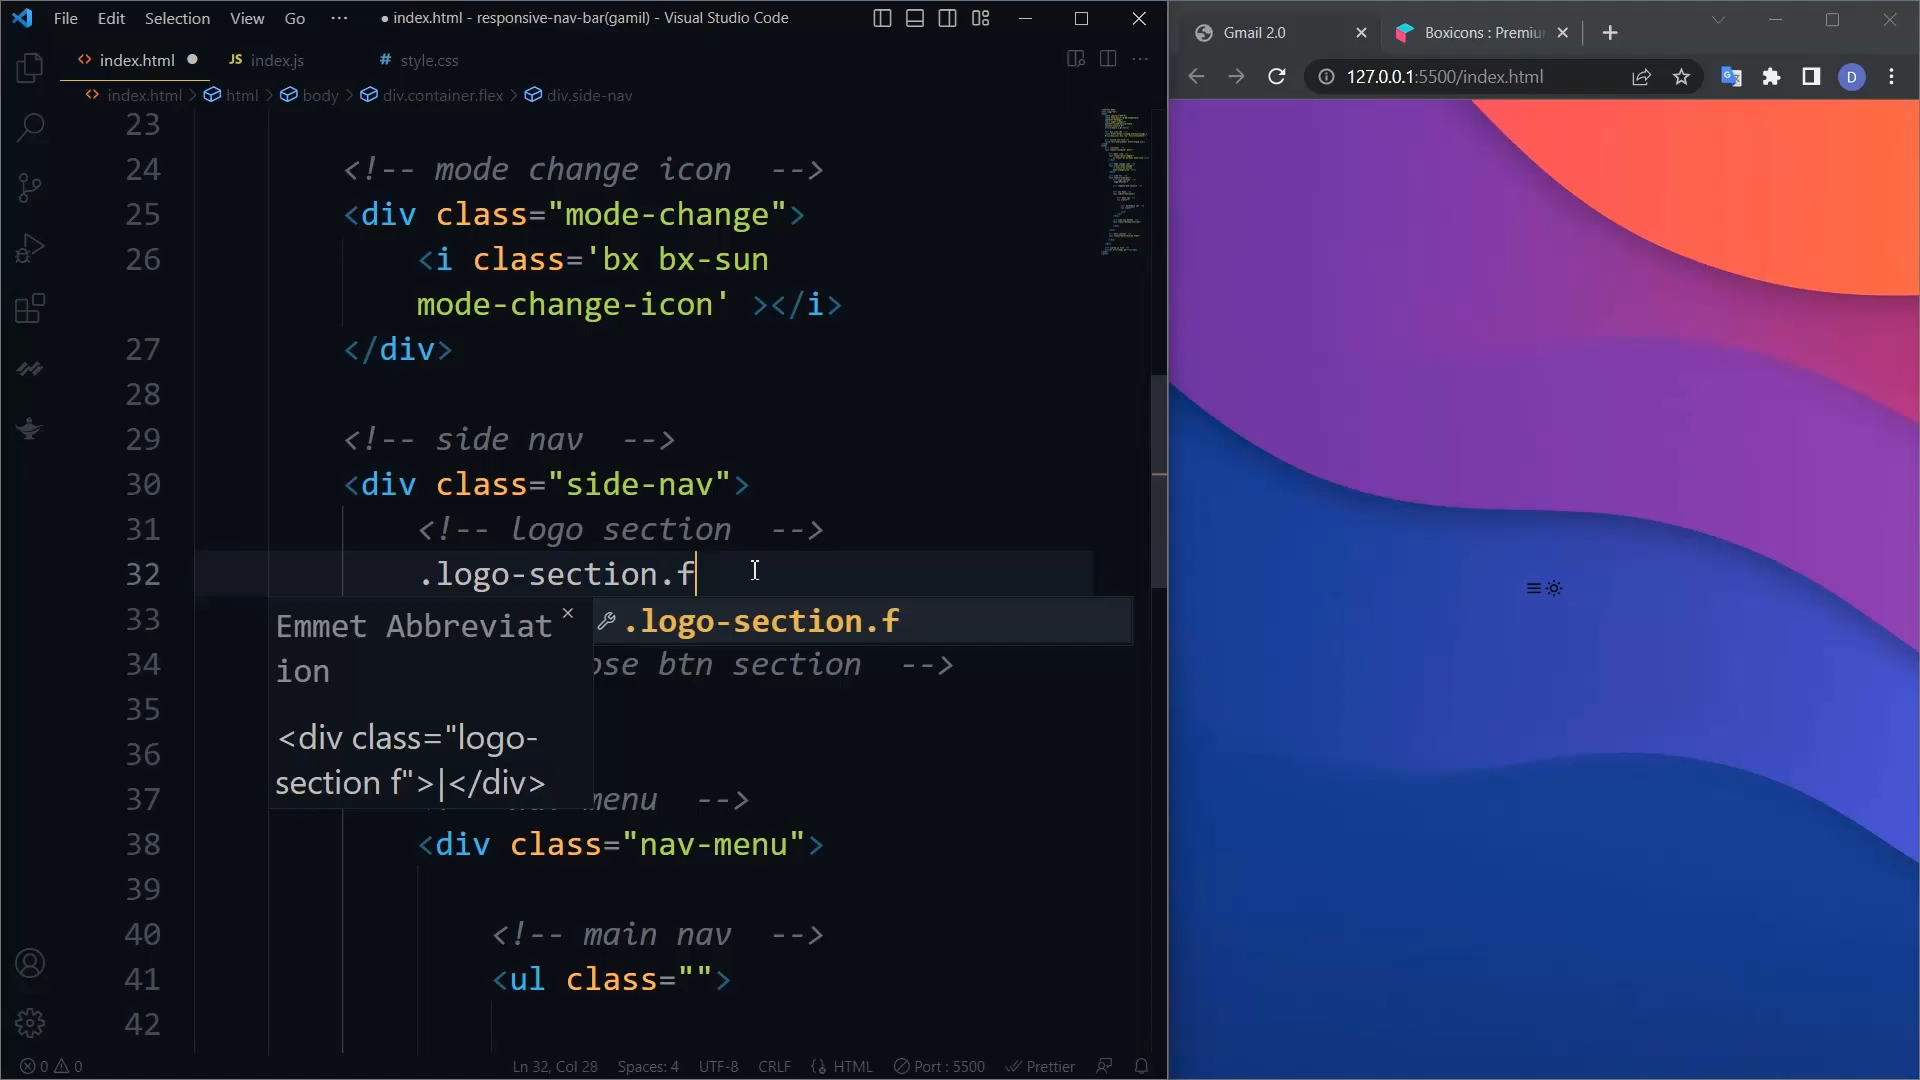 File Edit Selection View Go ··· ● index.html - responsive-nav-bar(gamil) - Visual Studio Code
<> index.html ● JS index.js # style.css
<> index.html > html > body > div.container.flex > div.side-nav
23
24 <!-- mode change icon -->
25 <div class="mode-change">
26 <i class='bx bx-sun
mode-change-icon' ></i>
27 </div>
28
29 <!-- side nav -->
30 <div class="side-nav">
31 <!-- logo section -->
32 .logo-section.f
33 .logo-section.f
Emmet Abbreviat
ion
<div class="logo-
section f">|</div>
34 ose btn section -->
35
36
37 menu -->
38 <div class="nav-menu">
39
40 <!-- main nav -->
41 <ul class="">
42
0 0 Ln 32, Col 28 Spaces: 4 UTF-8 CRLF HTML Port : 5500 Prettier
Gmail 2.0 Boxicons : Premiu
127.0.0.1:5500/index.html
D